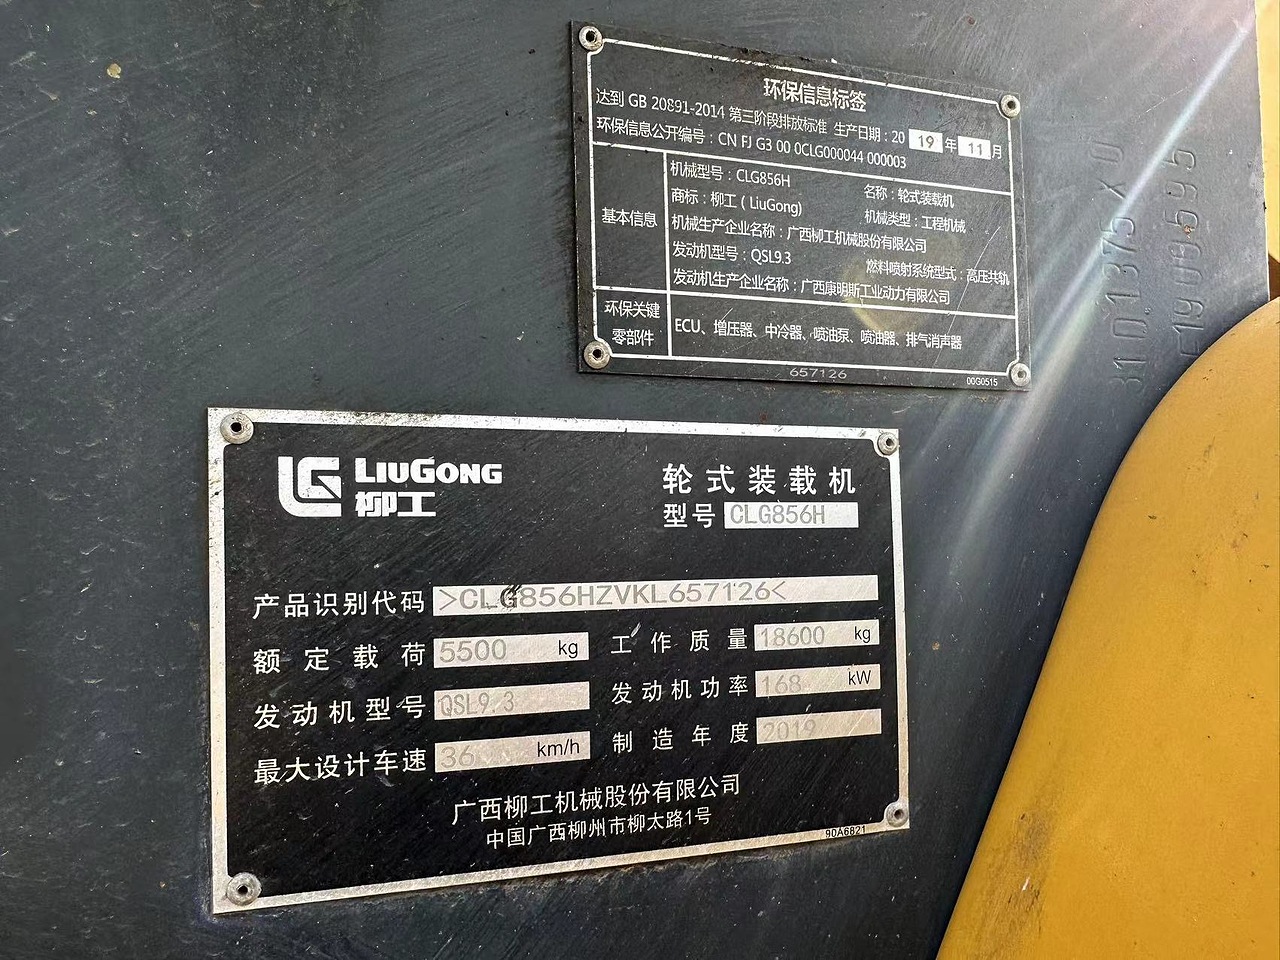 环保信息标签
达到 GB 20891-2014 第三阶段排放标准 生产日期：20 19 年 11 月
环保信息公开编号：CN FJ G3 00 0CLG000044 000003
基本信息
机械型号：CLG856H 名称：轮式装载机
商标：柳工（LiuGong) 机械类型：工程机械
机械生产企业名称：广西柳工机械股份有限公司
发动机型号：QSL9.3 燃料喷射系统型式：高压共轨
发动机生产企业名称：广西康明斯工业动力有限公司
环保关键
零部件
ECU、增压器、中冷器、喷油泵、喷油器、排气消声器
657126
00G0515
LG LIUGONG
柳工
轮式装载机
型号 CLG856H
产品识别代码 >CLG856HZVKL657126<
额定载荷 5500 kg 工作质量 18600 kg
发动机型号 QSL9.3 发动机功率 168 kW
最大设计车速 36 km/h 制造年度 2019
广西柳工机械股份有限公司
中国广西柳州市柳太路1号
90A6821